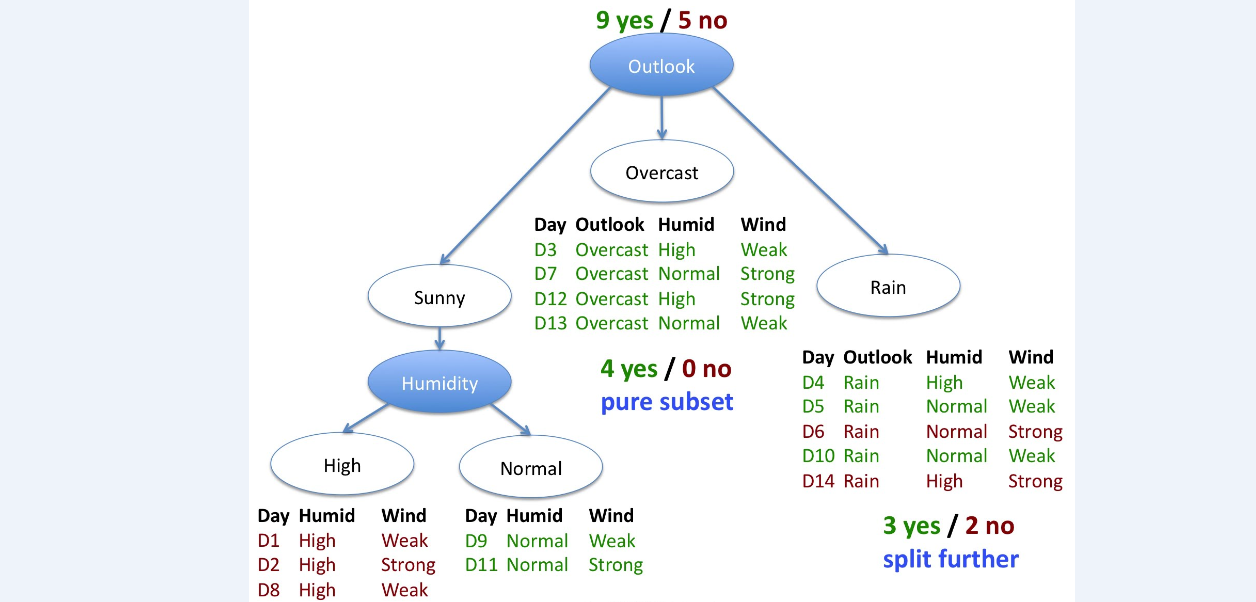 9 yes / 5 no
Outlook
Overcast
Day Outlook Humid Wind
D3 Overcast High Weak
D7 Overcast Normal Strong
D12 Overcast High Strong
D13 Overcast Normal Weak
4 yes / 0 no
pure subset
Sunny
Humidity
High
Day Humid Wind
D1 High Weak
D2 High Strong
D8 High Weak
Normal
Day Humid Wind
D9 Normal Weak
D11 Normal Strong
Rain
Day Outlook Humid Wind
D4 Rain High Weak
D5 Rain Normal Weak
D6 Rain Normal Strong
D10 Rain Normal Weak
D14 Rain High Strong
3 yes / 2 no
split further